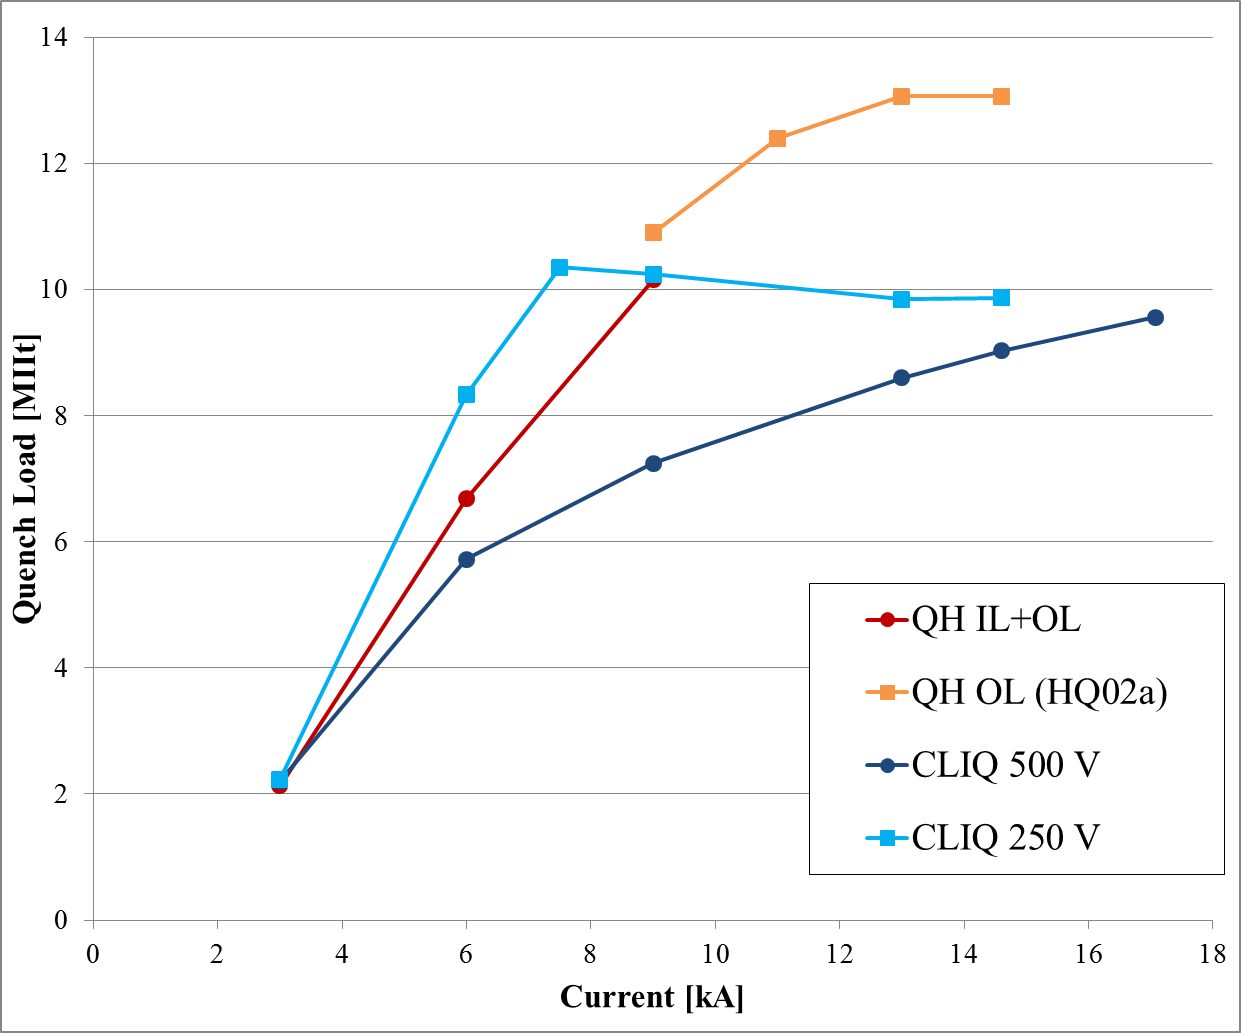 14
12
10
8
6
4
2
0
Quench Load [MIIt]
QH IL+OL
QH OL (HQ02a)
CLIQ 500 V
CLIQ 250 V
0 2 4 6 8 10 12 14 16 18
Current [kA]